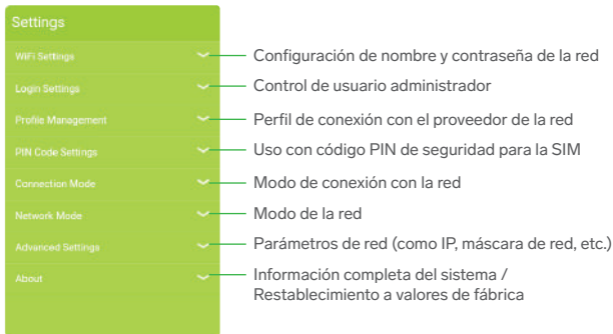 Settings
WiFi Settings
Configuración de nombre y contraseña de la red
Login Settings
Control de usuario administrador
Profile Management
Perfil de conexión con el proveedor de la red
PIN Code Settings
Uso con código PIN de seguridad para la SIM
Connection Mode
Modo de conexión con la red
Network Mode
Modo de la red
Advanced Settings
Parámetros de red (como IP, máscara de red, etc.)
About
Información completa del sistema /
Restablecimiento a valores de fábrica